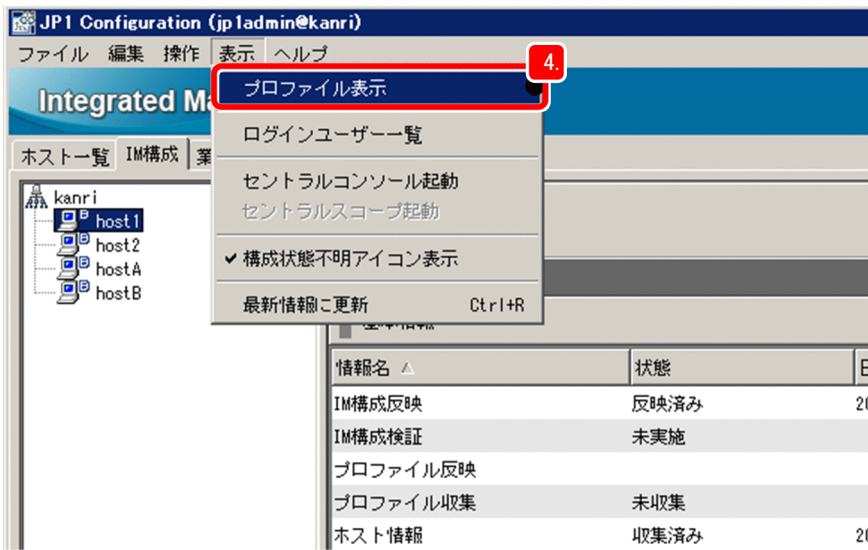 JP1 Configuration (jp1admin@kanri)
ファイル 編集 操作 表示 ヘルプ
4.
プロファイル表示
Integrated
ログインユーザー一覧
ホスト一覧 IM構成
セントラルコンソール起動
kanri
セントラルスコープ起動
host1
host2
構成状態不明アイコン表示
hostA
hostB
最新情報に更新 Ctrl+R
情報名 状態
IM構成反映 反映済み
IM構成検証 未実施
プロファイル反映
プロファイル収集 未収集
ホスト情報 収集済み